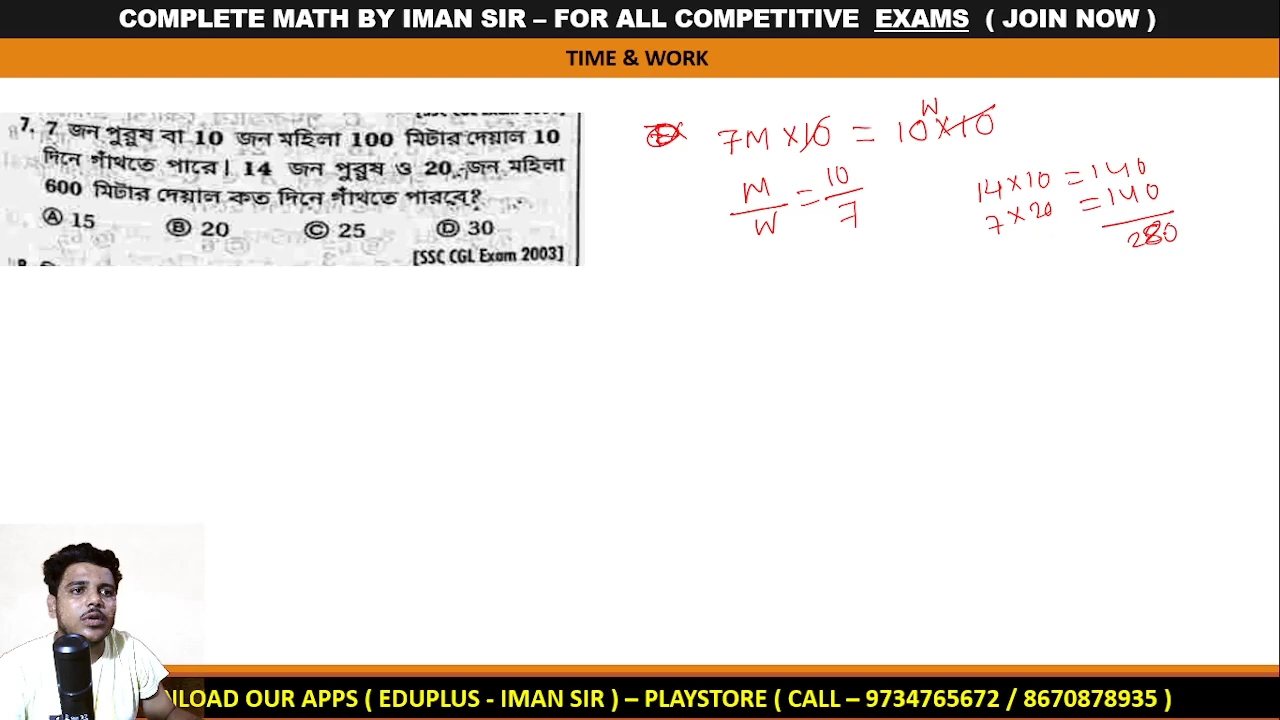 COMPLETE MATH BY IMAN SIR – FOR ALL COMPETITIVE EXAMS ( JOIN NOW )
TIME & WORK
7. 7 জন পুরুষ বা 10 জন মহিলা 100 মিটার দেয়াল 10
দিনে গাঁথতে পারে। 14 জন পুরুষ ও 20 জন মহিলা
600 মিটার দেয়াল কত দিনে গাঁথতে পারবে?
Ⓐ 15 Ⓑ 20 Ⓒ 25 Ⓓ 30
[SSC CGL Exam 2003]
7M × 10 = 10W × 10
M/W = 10/7
14 × 10 = 140
7 × 20 = 140
280
NLOAD OUR APPS ( EDUPLUS - IMAN SIR ) – PLAYSTORE ( CALL – 9734765672 / 8670878935 )